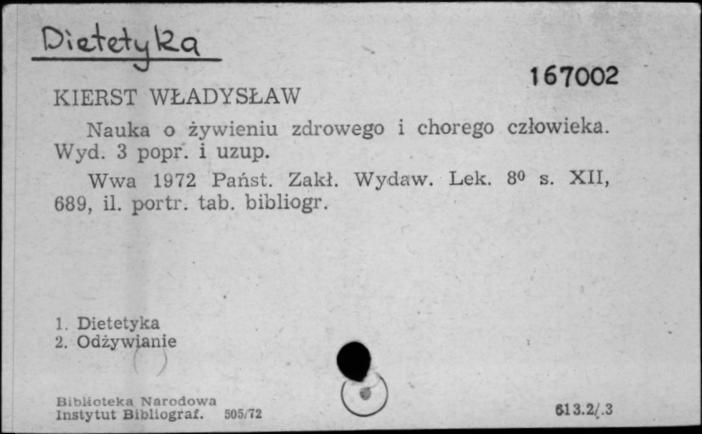 Dietetyka
167002
KIERST WŁADYSŁAW
Nauka o żywieniu zdrowego i chorego człowieka.
Wyd. 3 popr. i uzup.
Wwa 1972 Państ. Zakł. Wydaw. Lek. 8⁰ s. XII,
689, il. portr. tab. bibliogr.
1. Dietetyka
2. Odżywianie
( )
Biblioteka Narodowa
Instytut Bibliograf. 505/72
613.2/.3